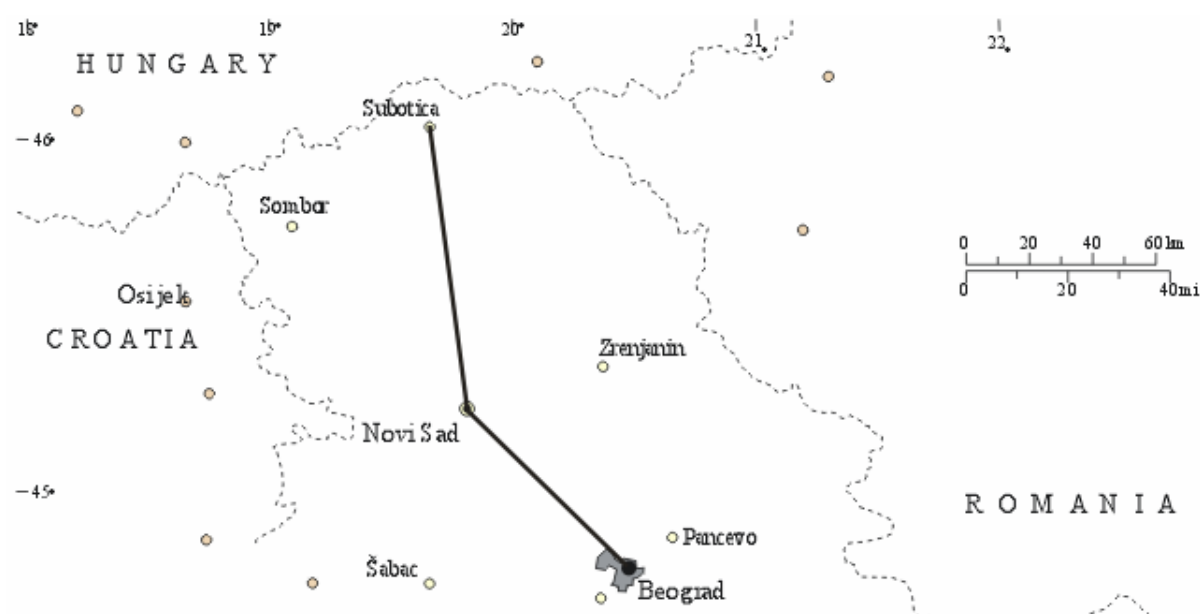 18° 19° 20° 21° 22°
HUNGARY
Subotica
46°
Sombor
0 20 40 60 km
0 20 40 mi
Osijek
CROATIA
Zrenjanin
Novi Sad
45°
ROMANIA
Pancevo
Šabac
Beograd